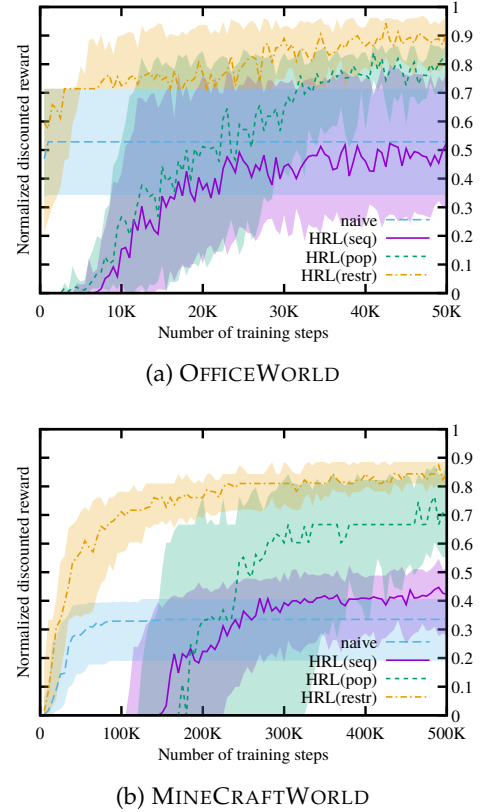 1
0.9
0.8
0.7
0.6
0.5
0.4
0.3
0.2
0.1
0
Normalized discounted reward
naive
HRL(seq)
HRL(pop)
HRL(restr)
0 10K 20K 30K 40K 50K
Number of training steps
(a) OFFICEWORLD
1
0.9
0.8
0.7
0.6
0.5
0.4
0.3
0.2
0.1
0
Normalized discounted reward
naive
HRL(seq)
HRL(pop)
HRL(restr)
0 100K 200K 300K 400K 500K
Number of training steps
(b) MINECRAFTWORLD